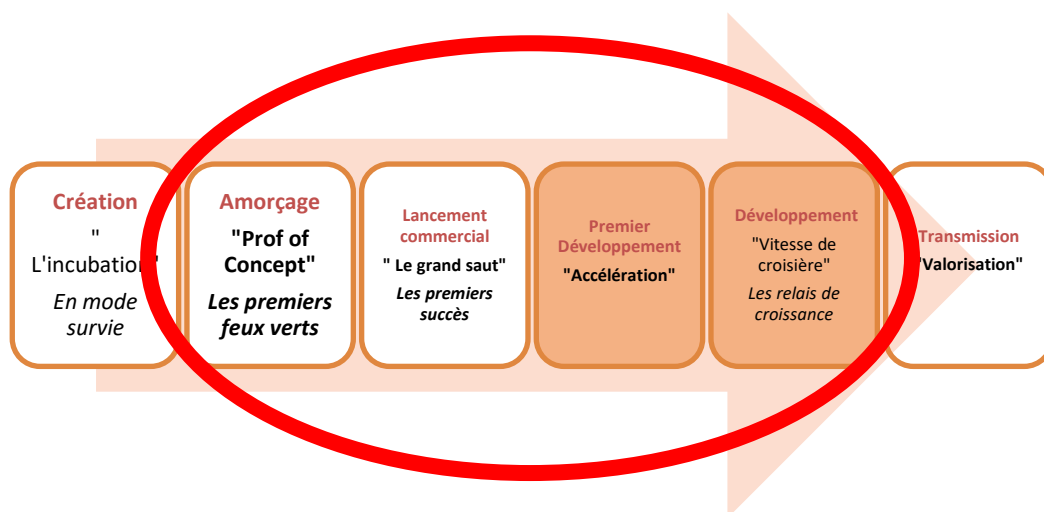 Création
"
L'incubation"
En mode
survie
Amorçage
"Prof of
Concept"
Les premiers
feux verts
Lancement
commercial
" Le grand saut"
Les premiers
succès
Premier
Développement
"Accélération"
Développement
"Vitesse de
croisière"
Les relais de
croissance
Transmission
"Valorisation"